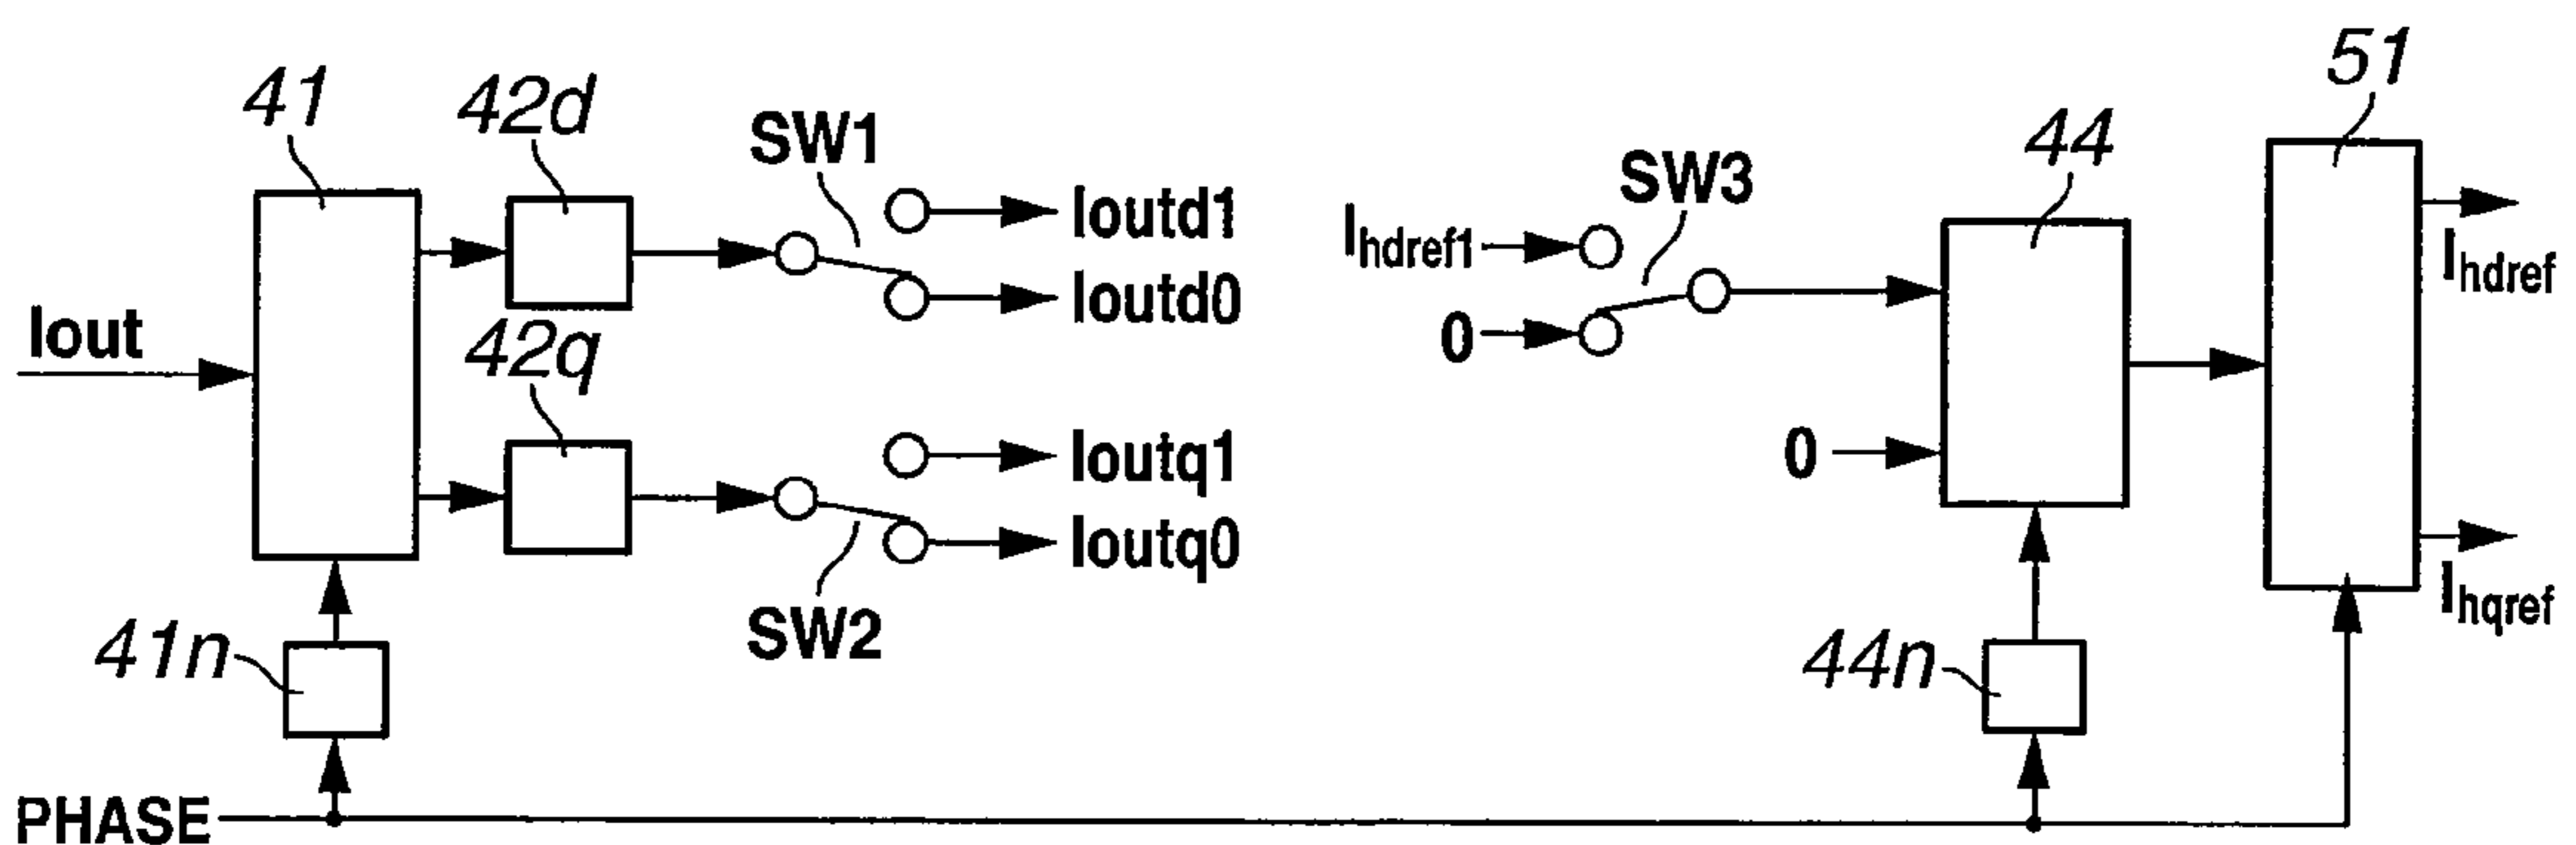 41
42d
SW1
Ioutd1
Ioutd0
Iout
42q
Ioutq1
Ioutq0
SW2
41n
PHASE
51
44
SW3
Ihdref1
0
0
Ihdref
Ihqref
44n